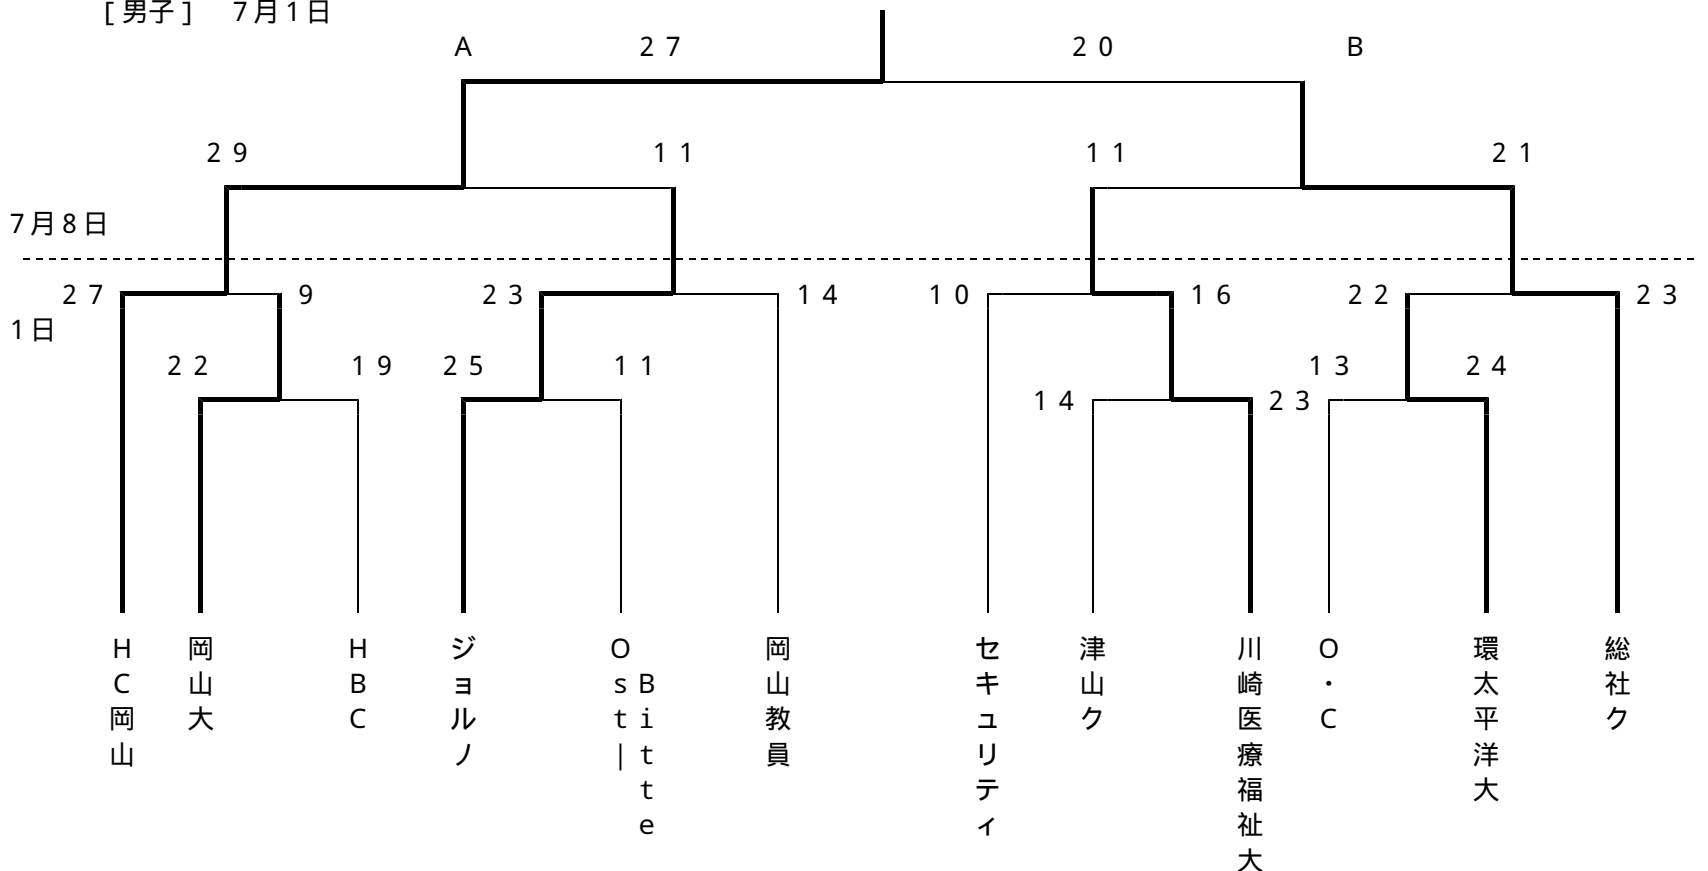 [男子] 7月1日
A 27 20 B
29 11 11 21
7月8日
27 9 23 14 10 16 22 23
1日
22 19 25 11 13 24
14 23
HC岡山
岡山大
HBC
ジョルノ
Ost|
Bitte
岡山教員
セキュリティ
津山ク
川崎医療福祉大
O・C
環太平洋大
総社ク